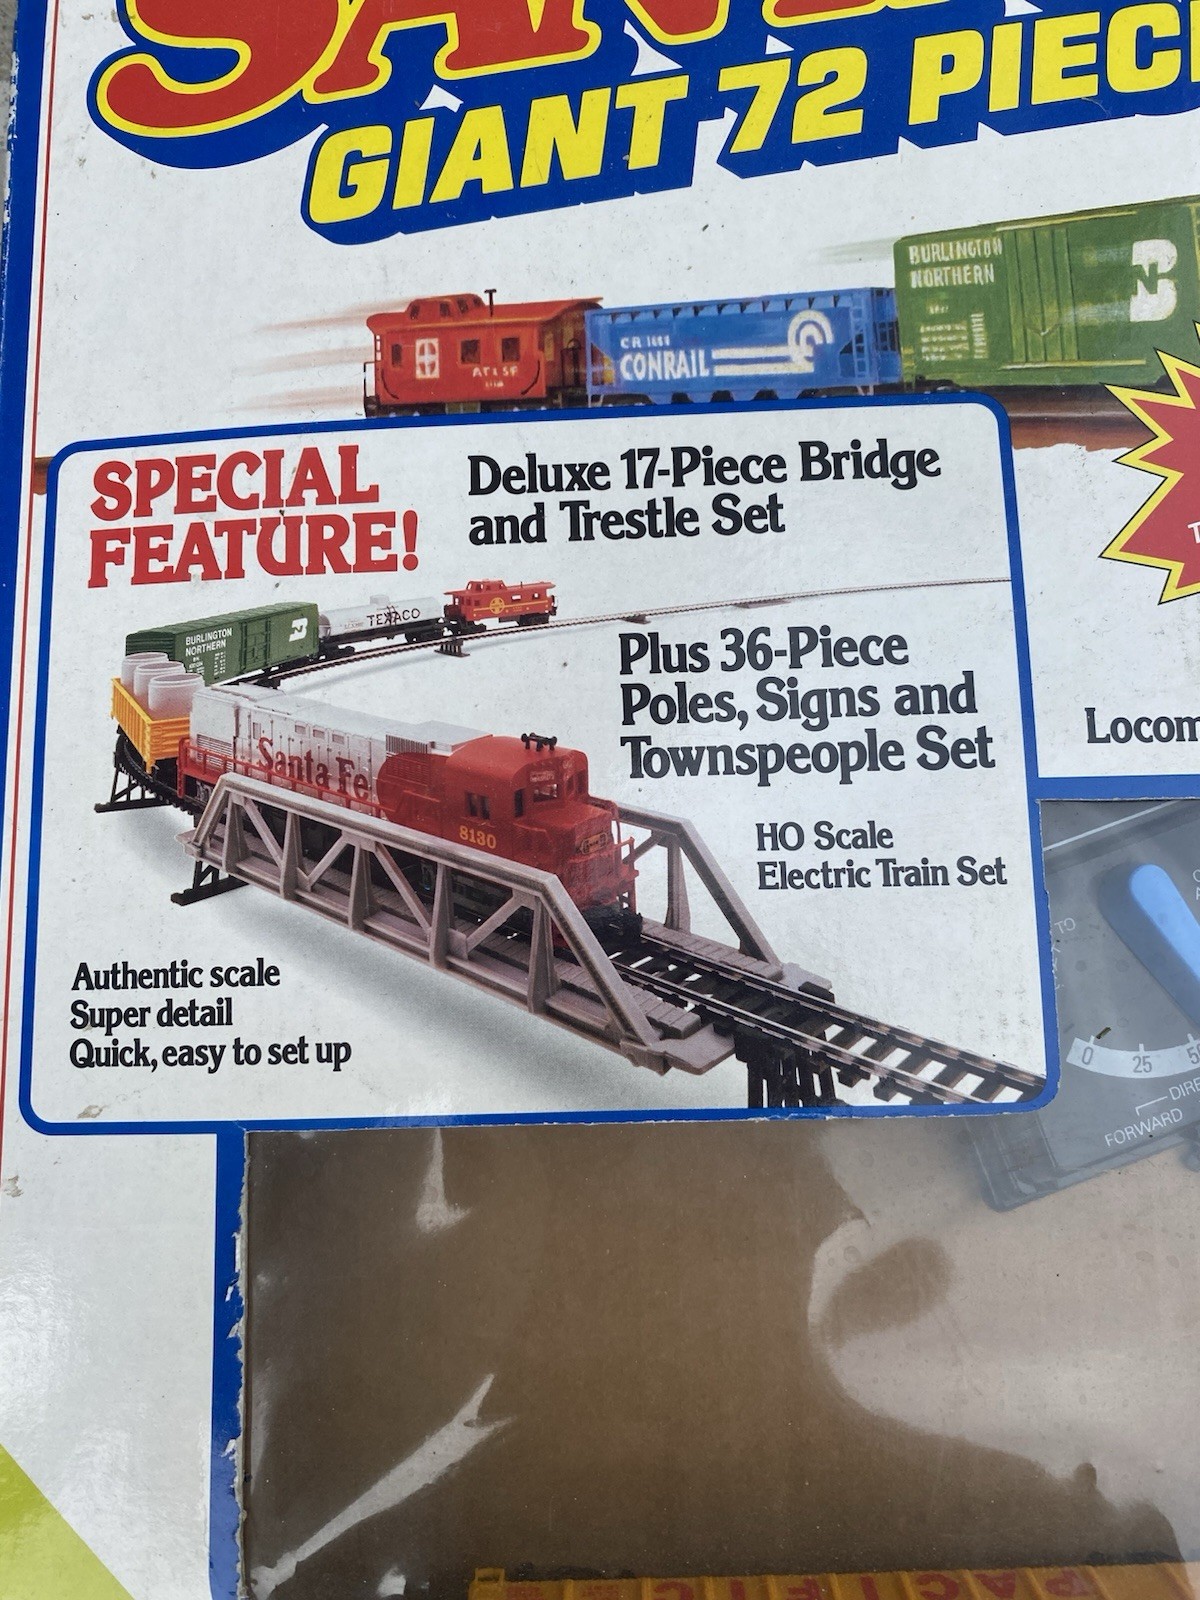 GIANT 72
BURLINGTON
NORTHERN
BN
CONRAIL
SPECIAL
FEATURE!
Deluxe 17-Piece Bridge
and Trestle Set
TEXACO
BURLINGTON
NORTHERN
BN
Plus 36-Piece
Poles, Signs and
Townspeople Set
Santa Fe
8130
HO Scale
Electric Train Set
Authentic scale
Super detail
Quick, easy to set up
0 25
FORWARD